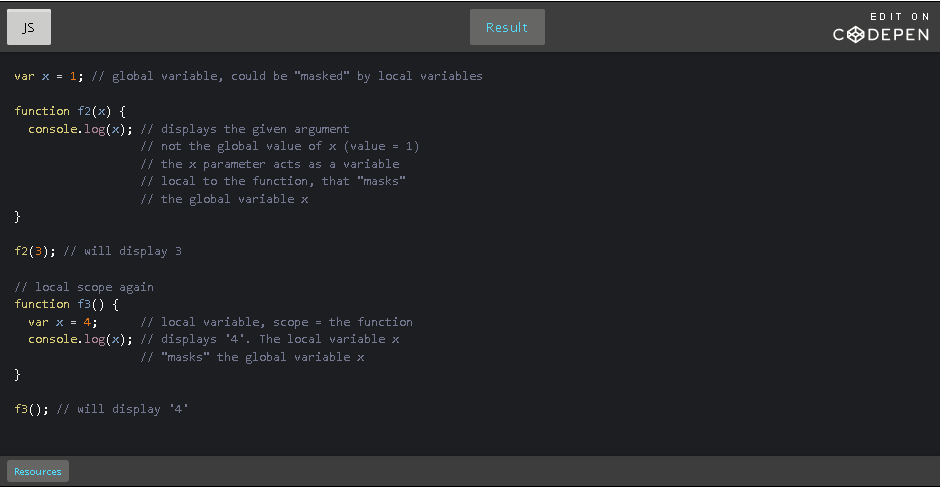 JS
Result
EDIT ON
CODEPEN
var x = 1; // global variable, could be "masked" by local variables
function f2(x) {
console.log(x); // displays the given argument
// not the global value of x (value = 1)
// the x parameter acts as a variable
// local to the function, that "masks"
// the global variable x
}
f2(3); // will display 3
// local scope again
function f3() {
var x = 4; // local variable, scope = the function
console.log(x); // displays '4'. The local variable x
// "masks" the global variable x
}
f3(); // will display '4'
Resources